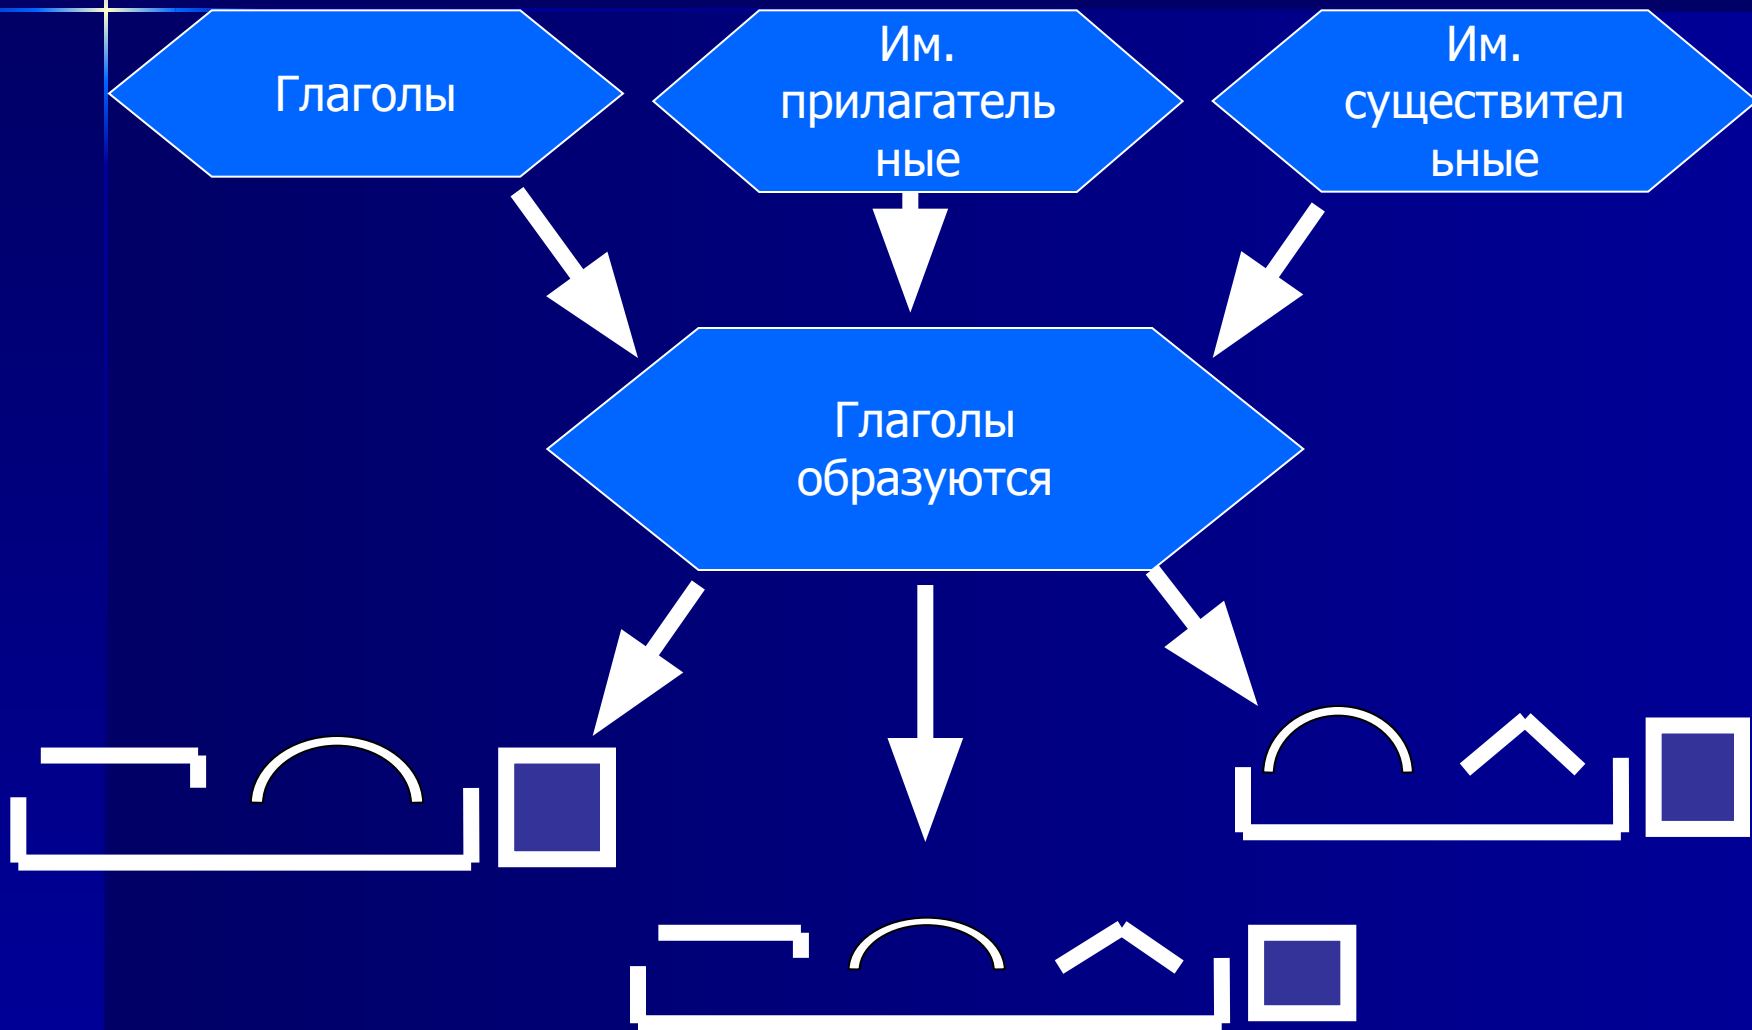 Глаголы
Им.
прилагатель
ные
Им.
существител
ьные
Глаголы
образуются